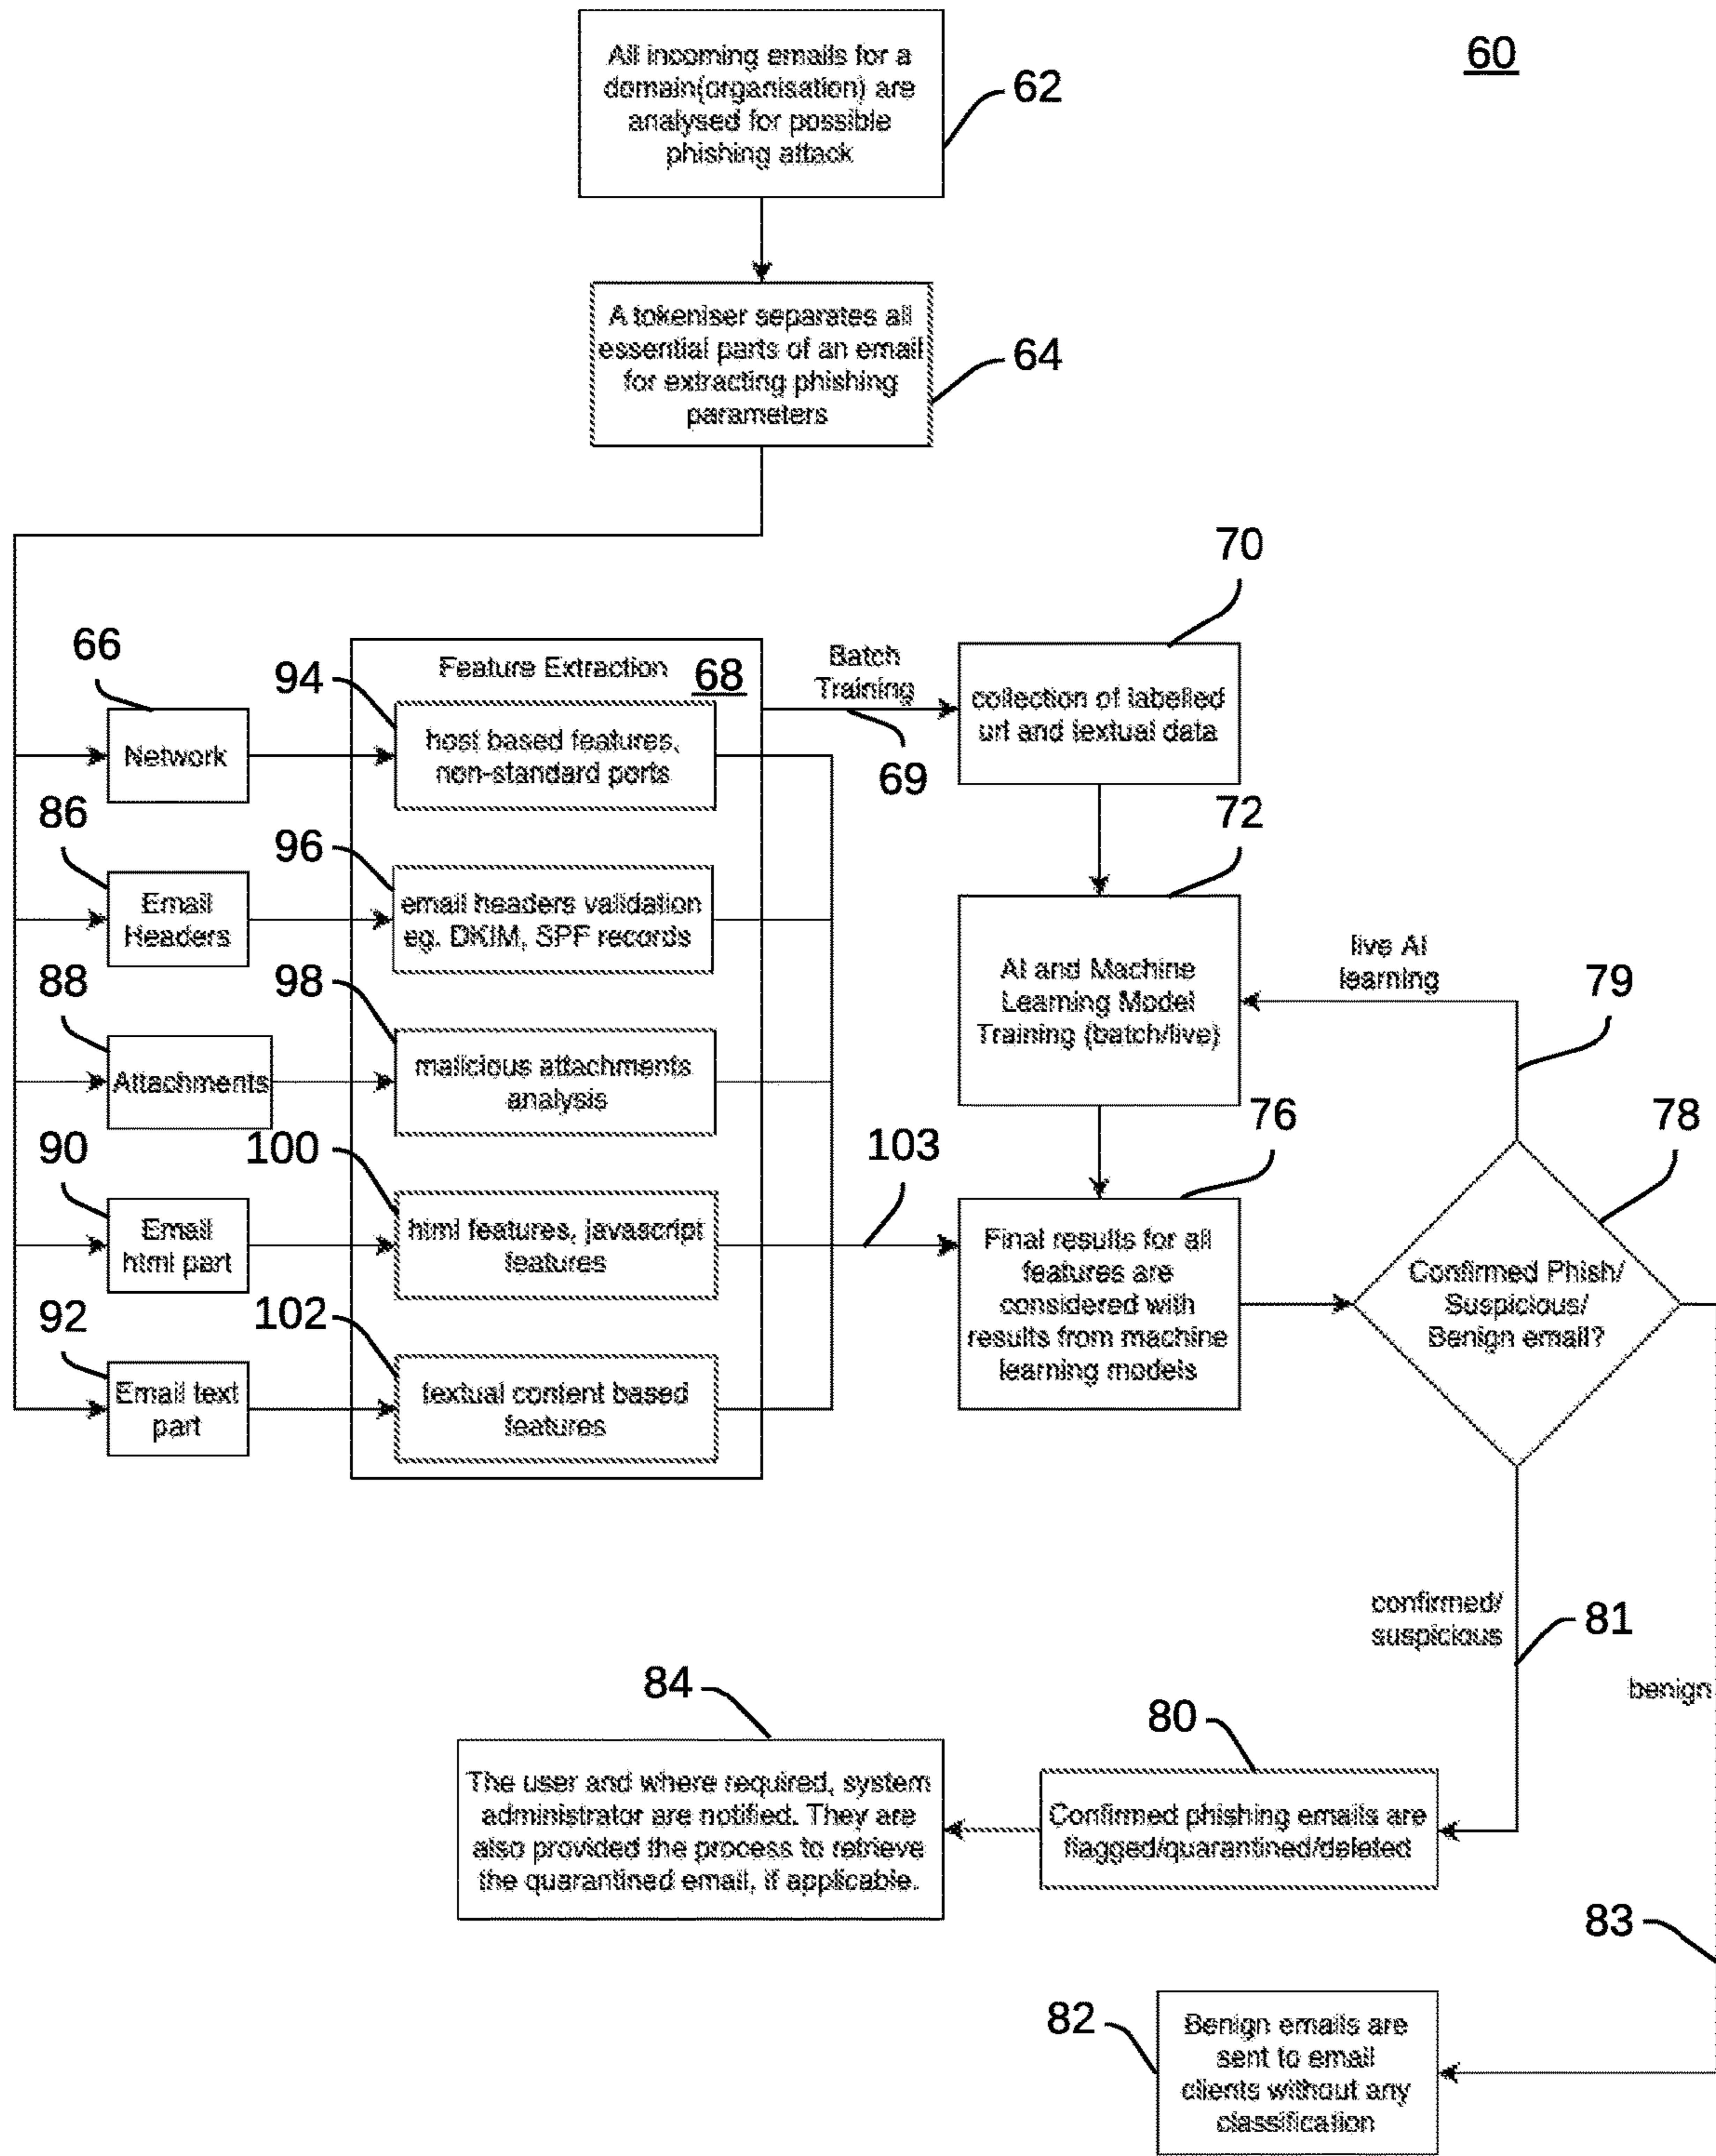 60
All incoming emails for a
domain(organisation) are
analysed for possible
phishing attack
62
A tokeniser separates all
essential parts of an email
for extracting phishing
parameters
64
66
Network
86
Email
Headers
88
Attachments
90
Email
html part
92
Email text
part
Feature Extraction
68
94
host based features,
non-standard ports
96
email headers validation
eg. DKIM, SPF records
98
malicious attachments
analysis
100
html features, javascript
features
102
textual content based
features
Batch
Training
69
103
70
collection of labelled
url and textual data
72
AI and Machine
Learning Model
Training (batch/live)
live AI
learning
79
76
Final results for all
features are
considered with
results from machine
learning models
78
Confirmed Phish/
Suspicious/
Benign email?
confirmed/
suspicious
81
benign
84
The user and where required, system
administrator are notified. They are
also provided the process to retrieve
the quarantined email, if applicable.
80
Confirmed phishing emails are
flagged/quarantined/deleted
83
82
Benign emails are
sent to email
clients without any
classification